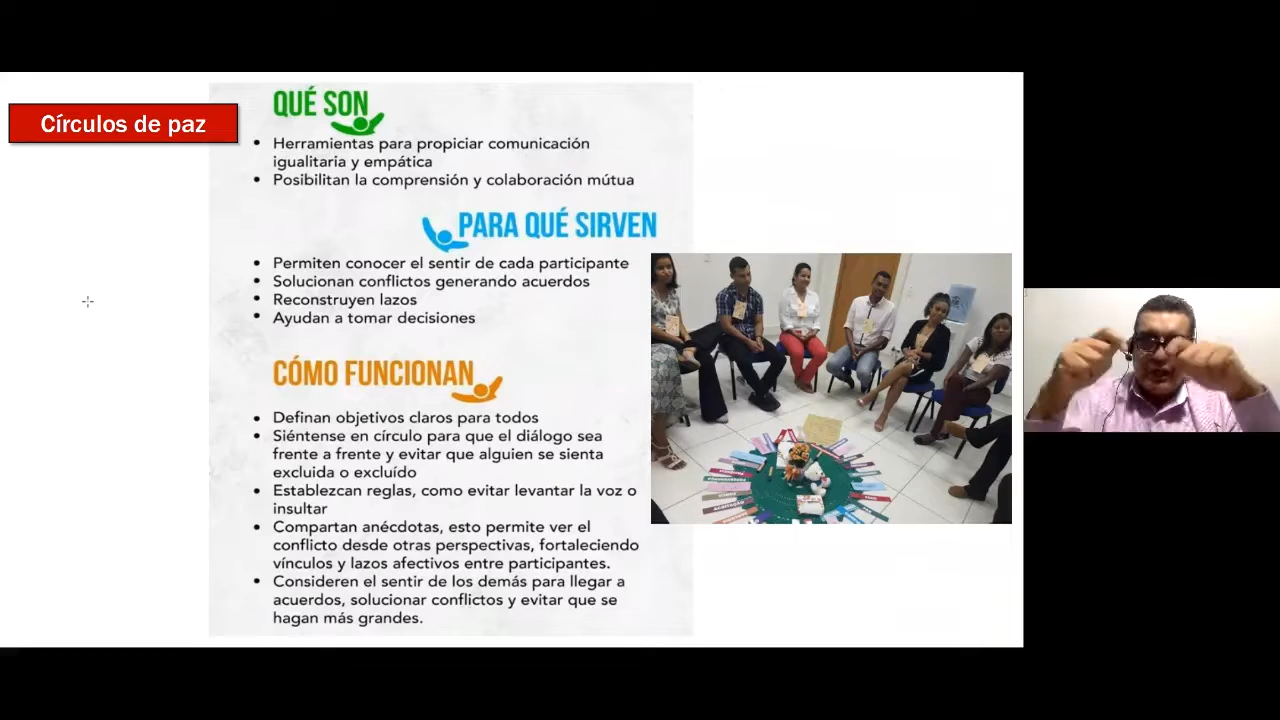 Círculos de paz
QUÉ SON
• Herramientas para propiciar comunicación
igualitaria y empática
• Posibilitan la comprensión y colaboración mútua
PARA QUÉ SIRVEN
• Permiten conocer el sentir de cada participante
• Solucionan conflictos generando acuerdos
• Reconstruyen lazos
• Ayudan a tomar decisiones
CÓMO FUNCIONAN
• Definan objetivos claros para todos
• Siéntense en círculo para que el diálogo sea
frente a frente y evitar que alguien se sienta
excluida o excluído
• Establezcan reglas, como evitar levantar la voz o
insultar
• Compartan anécdotas, esto permite ver el
conflicto desde otras perspectivas, fortaleciendo
vínculos y lazos afectivos entre participantes.
• Consideren el sentir de los demás para llegar a
acuerdos, solucionar conflictos y evitar que se
hagan más grandes.